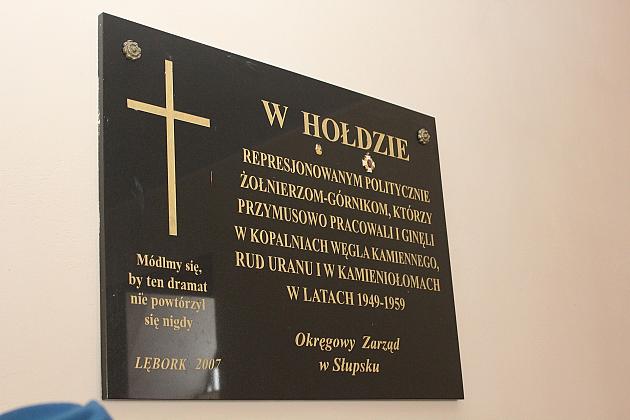 W HOŁDZIE
REPRESJONOWANYM POLITYCZNIE
ŻOŁNIERZOM-GÓRNIKOM, KTÓRZY
PRZYMUSOWO PRACOWALI I GINĘLI
W KOPALNIACH WĘGLA KAMIENNEGO,
RUD URANU I W KAMIENIOŁOMACH
W LATACH 1949-1959
Okręgowy Zarząd
w Słupsku
Módlmy się,
by ten dramat
nie powtórzył
się nigdy
LĘBORK 2007